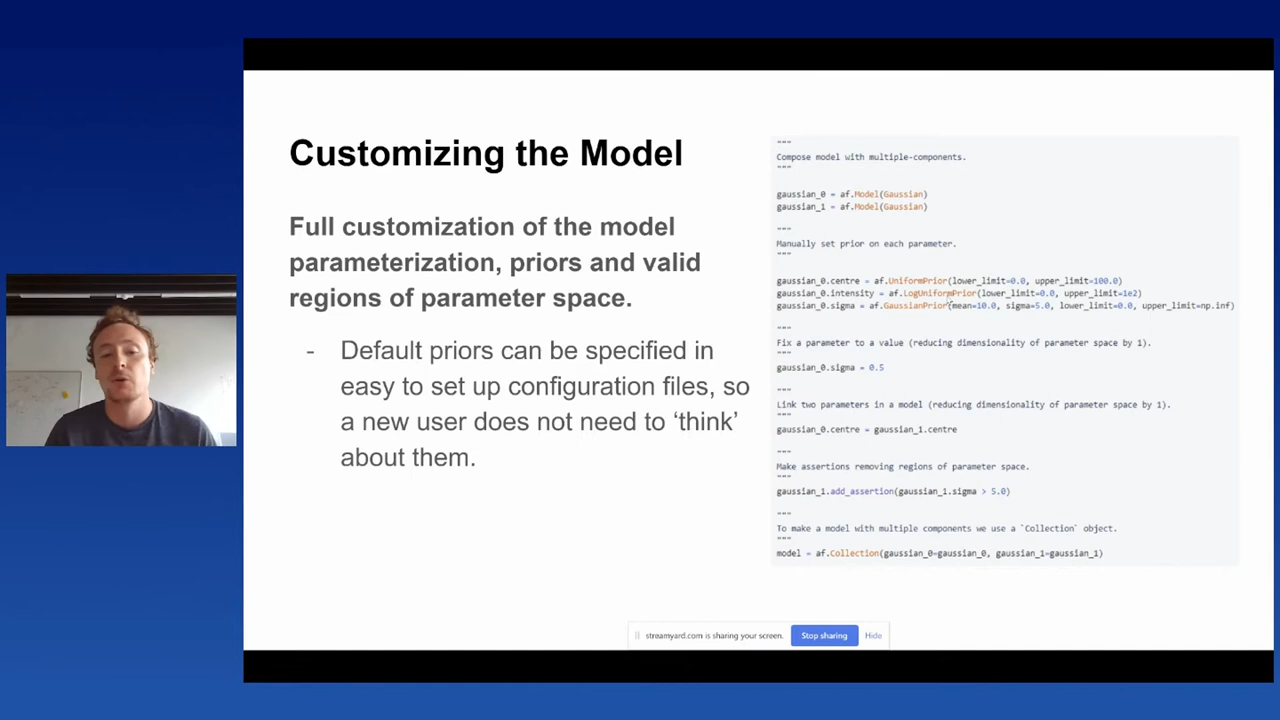 Customizing the Model
Full customization of the model
parameterization, priors and valid
regions of parameter space.
- Default priors can be specified in
easy to set up configuration files, so
a new user does not need to ‘think’
about them.
"""
Compose model with multiple-components.
"""
gaussian_0 = af.Model(Gaussian)
gaussian_1 = af.Model(Gaussian)
"""
Manually set prior on each parameter.
"""
gaussian_0.centre = af.UniformPrior(lower_limit=0.0, upper_limit=100.0)
gaussian_0.intensity = af.LogUniformPrior(lower_limit=0.0, upper_limit=1e2)
gaussian_0.sigma = af.GaussianPrior(mean=10.0, sigma=5.0, lower_limit=0.0, upper_limit=np.inf)
"""
Fix a parameter to a value (reducing dimensionality of parameter space by 1).
"""
gaussian_0.sigma = 0.5
"""
Link two parameters in a model (reducing dimensionality of parameter space by 1).
"""
gaussian_0.centre = gaussian_1.centre
"""
Make assertions removing regions of parameter space.
"""
gaussian_1.add_assertion(gaussian_1.sigma > 5.0)
"""
To make a model with multiple components we use a `Collection` object.
"""
model = af.Collection(gaussian_0=gaussian_0, gaussian_1=gaussian_1)
streamyard.com is sharing your screen.
Stop sharing
Hide